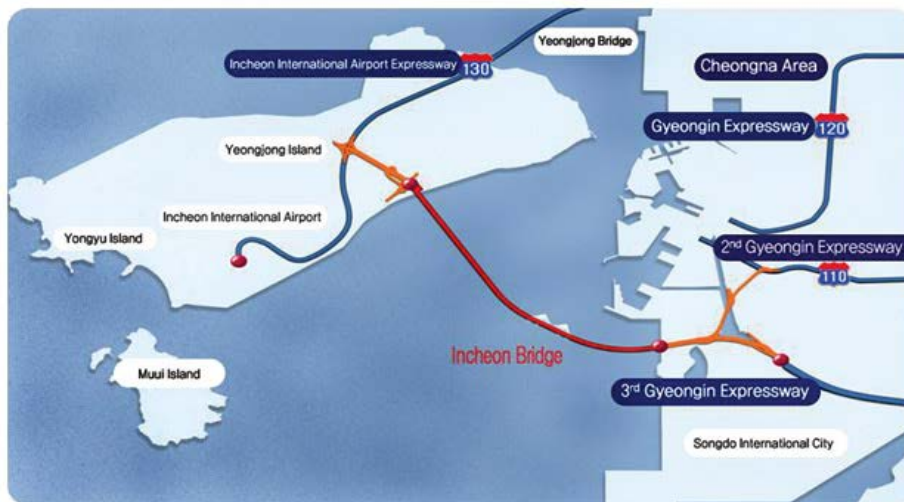 Yeongjong Bridge
Incheon International Airport Expressway
130
Cheongna Area
Gyeongin Expressway
120
Yeongjong Island
Incheon International Airport
Yongyu Island
2nd Gyeongin Expressway
110
Incheon Bridge
Muui Island
3rd Gyeongin Expressway
Songdo International City